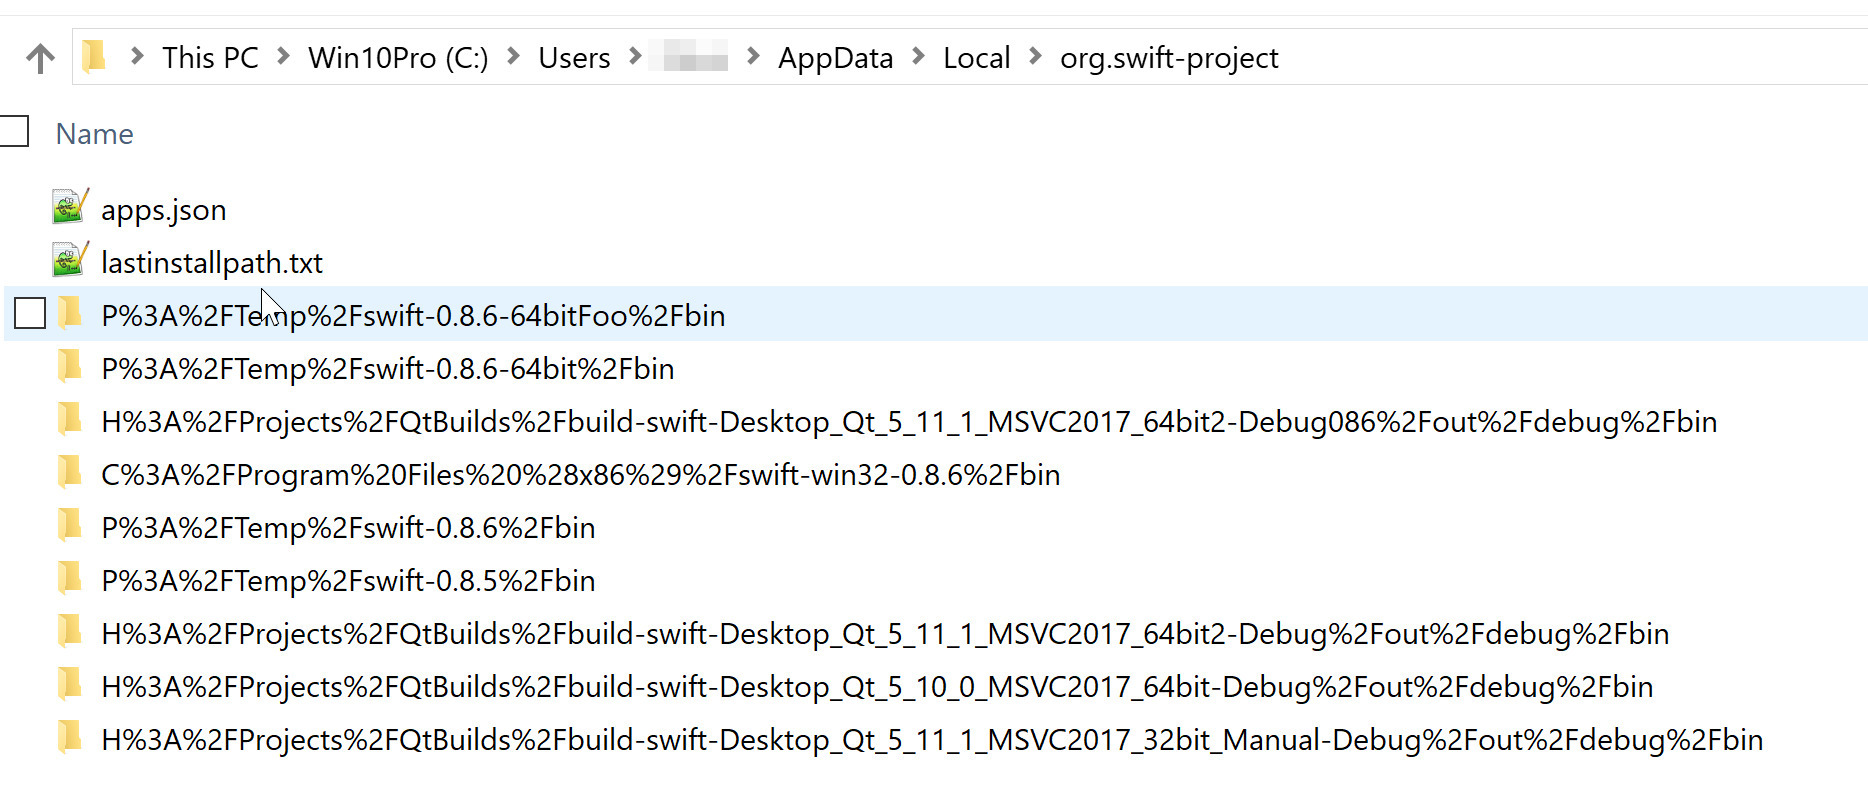 This PC > Win10Pro (C:) > Users > > AppData > Local > org.swift-project
Name
apps.json
lastinstallpath.txt
P%3A%2FTemp%2Fswift-0.8.6-64bitFoo%2Fbin
P%3A%2FTemp%2Fswift-0.8.6-64bit%2Fbin
H%3A%2FProjects%2FQtBuilds%2Fbuild-swift-Desktop_Qt_5_11_1_MSVC2017_64bit2-Debug086%2Fout%2Fdebug%2Fbin
C%3A%2FProgram%20Files%20%28x86%29%2Fswift-win32-0.8.6%2Fbin
P%3A%2FTemp%2Fswift-0.8.6%2Fbin
P%3A%2FTemp%2Fswift-0.8.5%2Fbin
H%3A%2FProjects%2FQtBuilds%2Fbuild-swift-Desktop_Qt_5_11_1_MSVC2017_64bit2-Debug%2Fout%2Fdebug%2Fbin
H%3A%2FProjects%2FQtBuilds%2Fbuild-swift-Desktop_Qt_5_10_0_MSVC2017_64bit-Debug%2Fout%2Fdebug%2Fbin
H%3A%2FProjects%2FQtBuilds%2Fbuild-swift-Desktop_Qt_5_11_1_MSVC2017_32bit_Manual-Debug%2Fout%2Fdebug%2Fbin